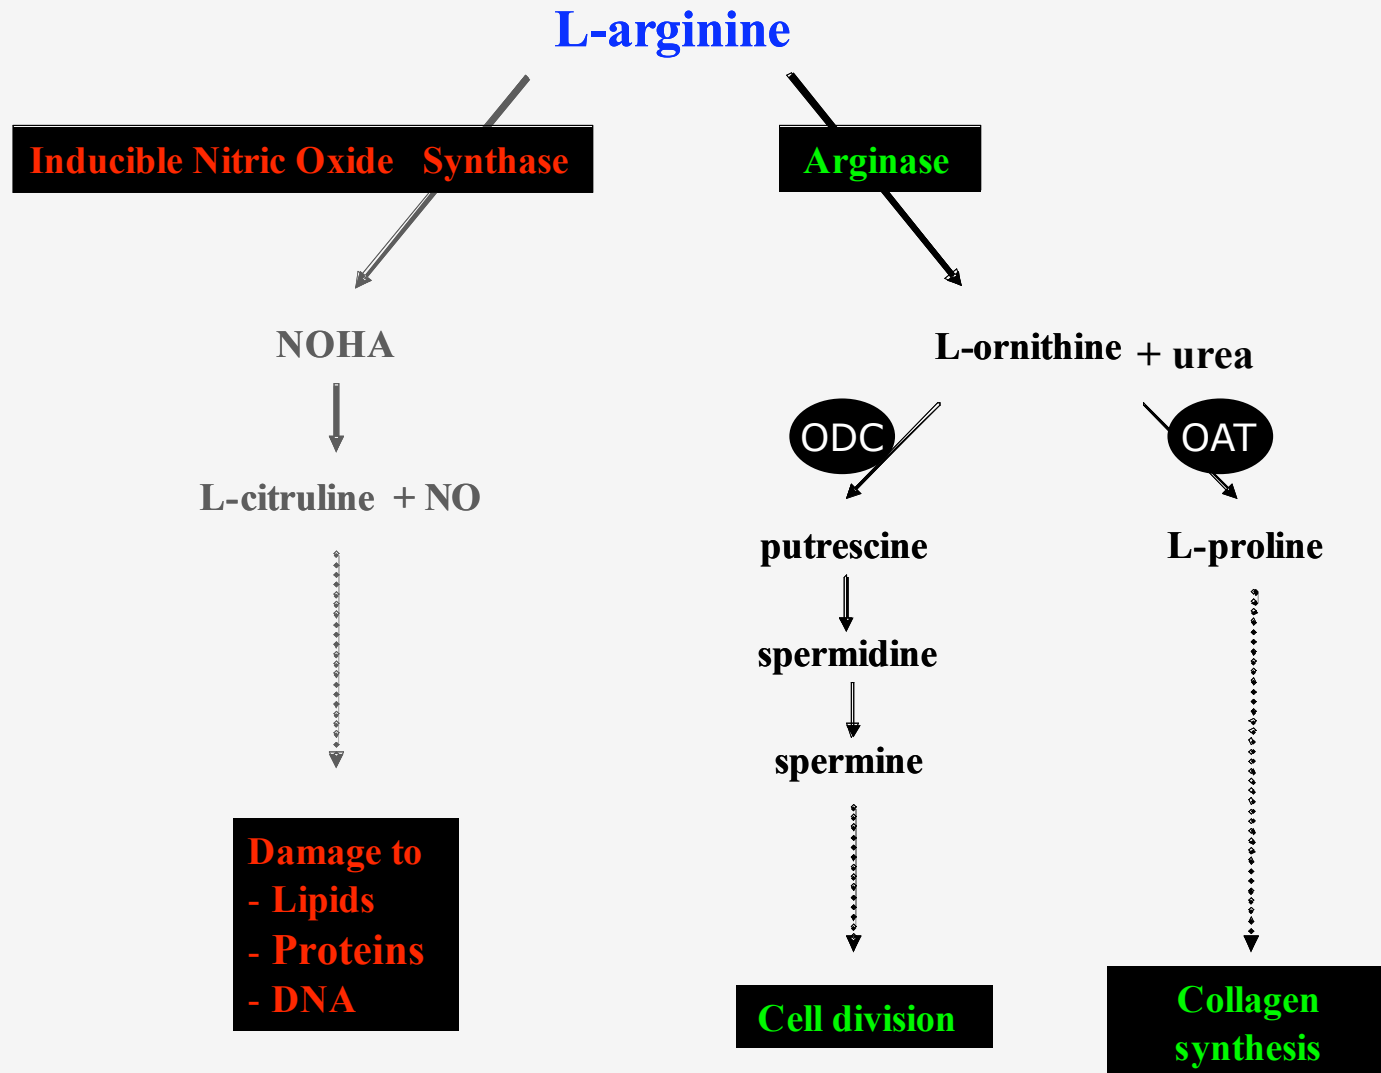 L-arginine
Inducible Nitric Oxide Synthase
Arginase
NOHA
L-ornithine + urea
ODC
OAT
L-citruline + NO
putrescine
L-proline
spermidine
spermine
Damage to
- Lipids
- Proteins
- DNA
Cell division
Collagen
synthesis